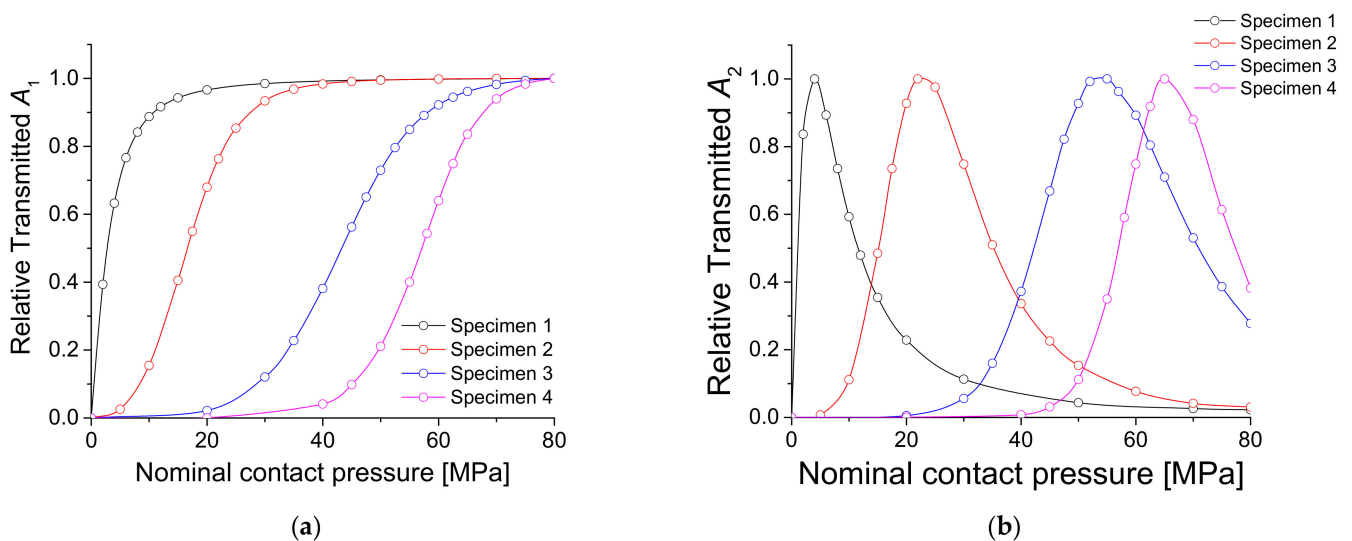 Relative Transmitted A₁
1.0
0.8
0.6
0.4
0.2
0.0
0 20 40 60 80
Nominal contact pressure [MPa]
Specimen 1
Specimen 2
Specimen 3
Specimen 4
(a)
Specimen 1
Specimen 2
Specimen 3
Specimen 4
Relative Transmitted A₂
1.0
0.8
0.6
0.4
0.2
0.0
0 20 40 60 80
Nominal contact pressure [MPa]
(b)